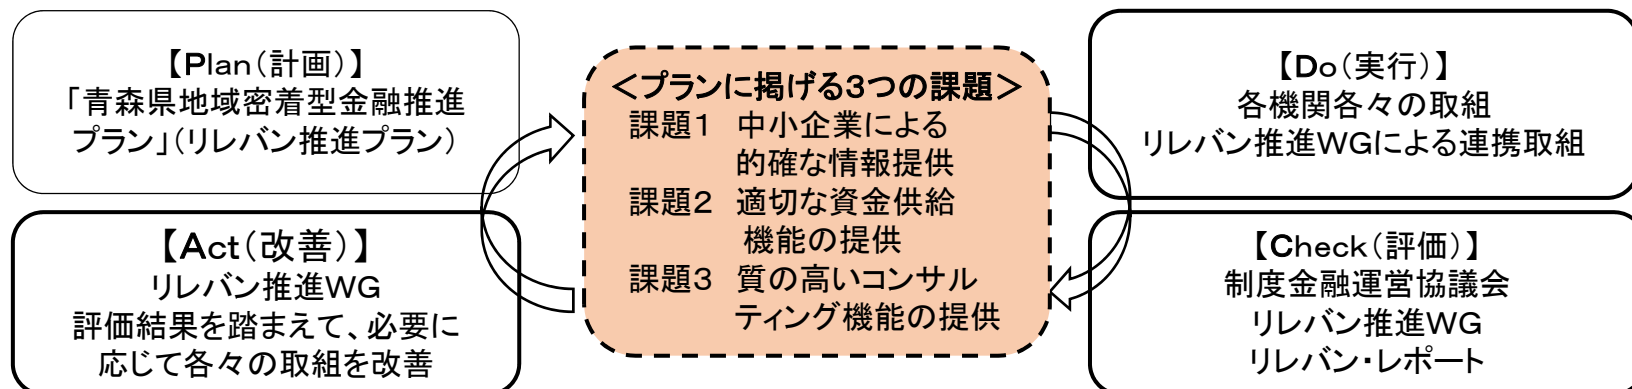 【Plan(計画)】
「青森県地域密着型金融推進
プラン」(リレバン推進プラン)
【Act(改善)】
リレバン推進WG
評価結果を踏まえて、必要に
応じて各々の取組を改善
＜プランに掲げる3つの課題＞
課題1 中小企業による
的確な情報提供
課題2 適切な資金供給
機能の提供
課題3 質の高いコンサル
ティング機能の提供
【Do(実行)】
各機関各々の取組
リレバン推進WGによる連携取組
【Check(評価)】
制度金融運営協議会
リレバン推進WG
リレバン・レポート